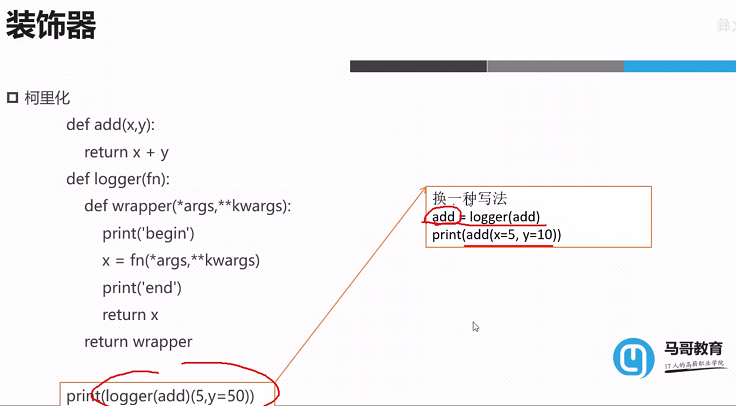 装饰器
柯里化
def add(x,y):
return x + y
def logger(fn):
def wrapper(*args,**kwargs):
print('begin')
x = fn(*args,**kwargs)
print('end')
return x
return wrapper
print(logger(add)(5,y=50))
换一种写法
add = logger(add)
print(add(x=5, y=10))
马哥教育
IT人的高薪职业学院